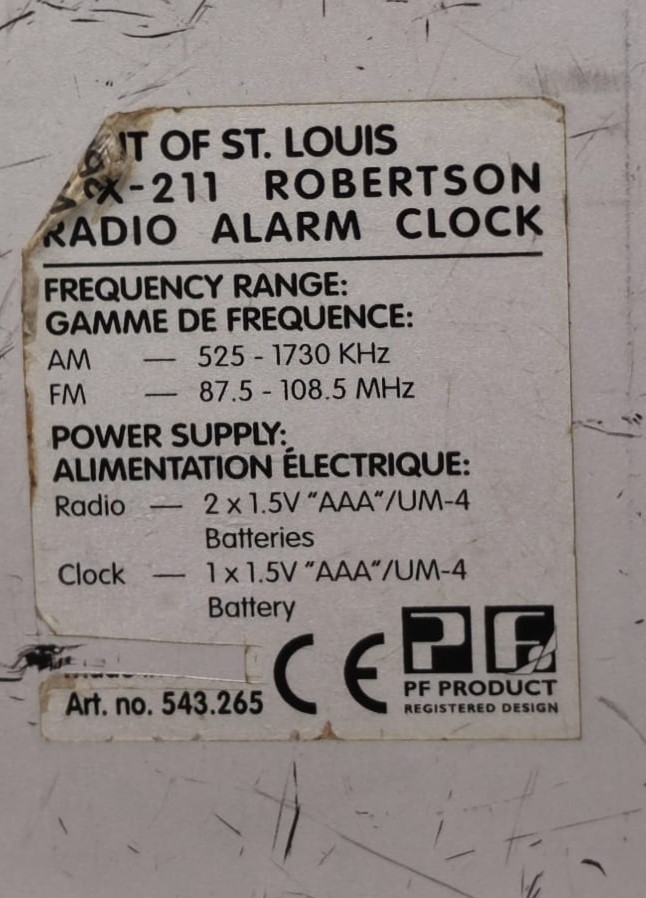 OF ST. LOUIS
-211 ROBERTSON
RADIO ALARM CLOCK
FREQUENCY RANGE:
GAMME DE FREQUENCE:
AM — 525 - 1730 KHz
FM — 87.5 - 108.5 MHz
POWER SUPPLY:
ALIMENTATION ÉLECTRIQUE:
Radio — 2 x 1.5V "AAA"/UM-4
Batteries
Clock — 1 x 1.5V "AAA"/UM-4
Battery
CE PF
PF PRODUCT
REGISTERED DESIGN
Art. no. 543.265